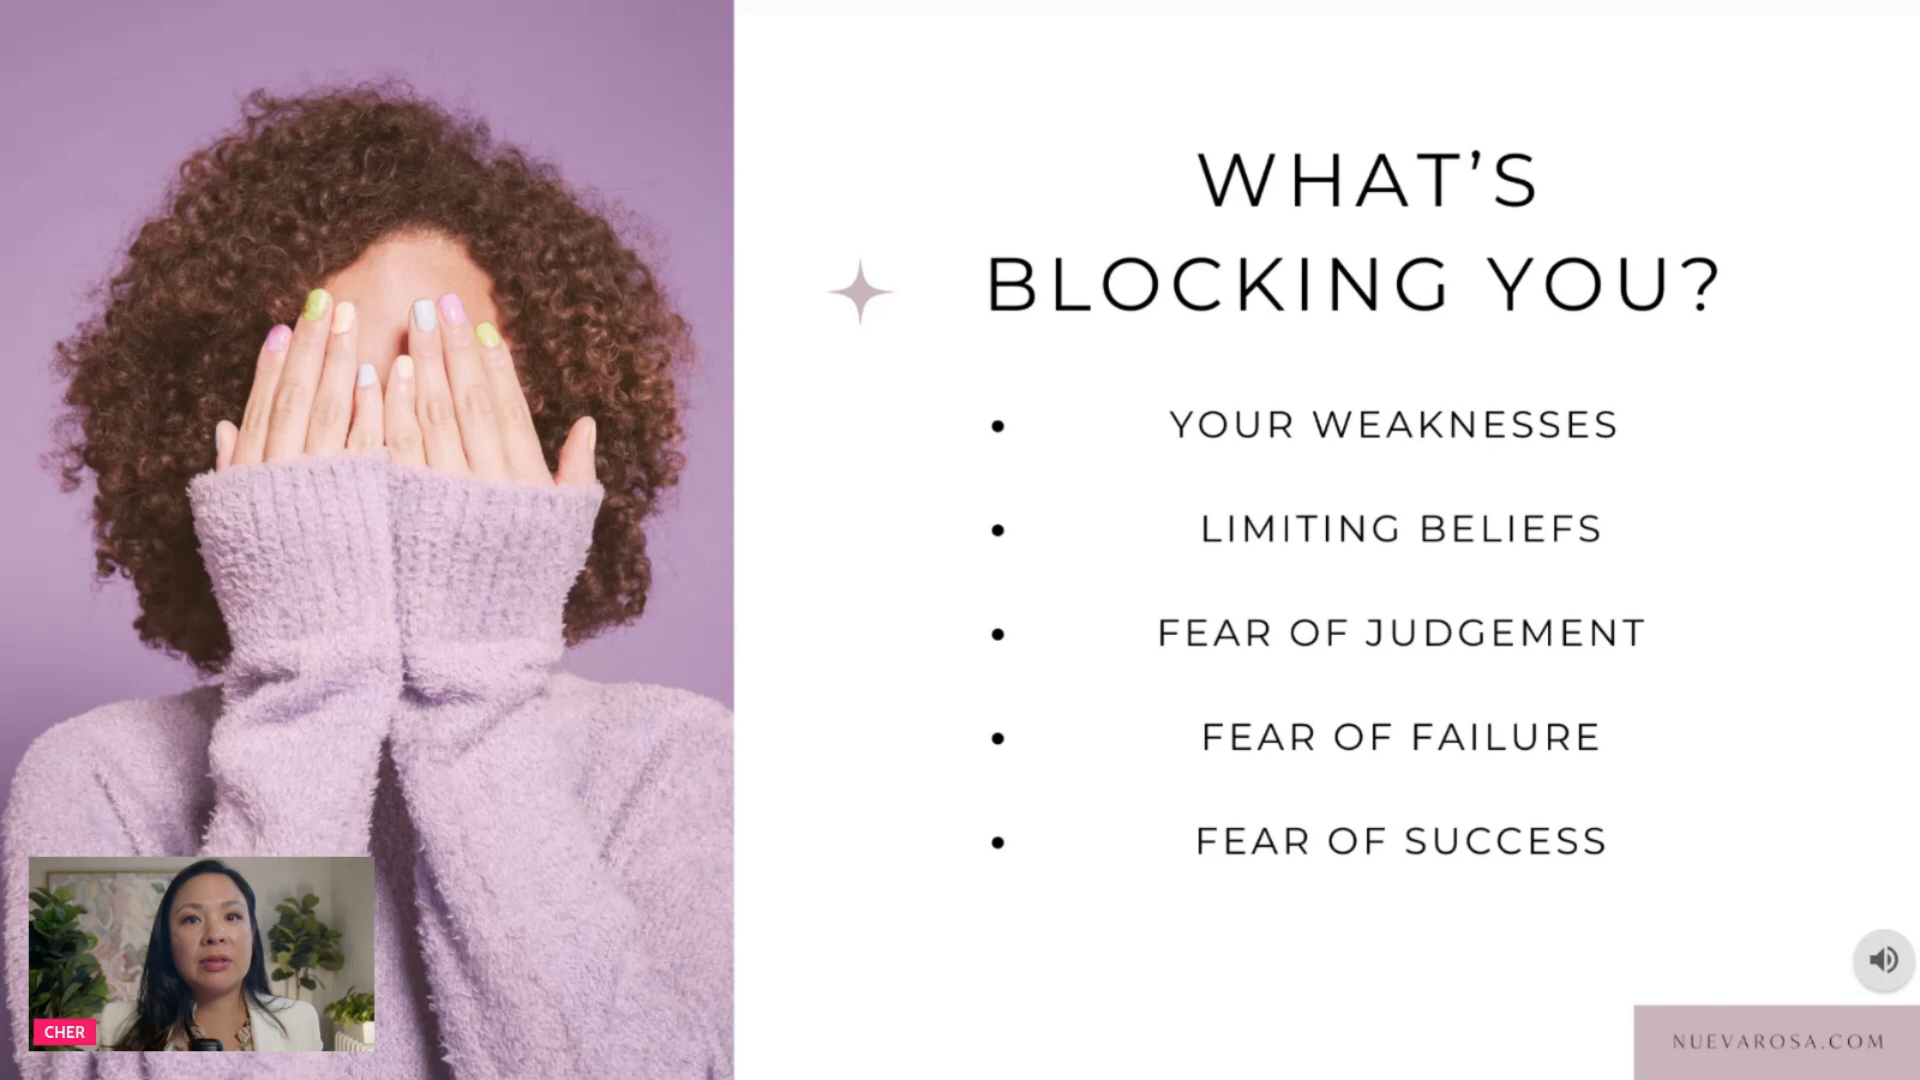 WHAT’S
BLOCKING YOU?
• YOUR WEAKNESSES
• LIMITING BELIEFS
• FEAR OF JUDGEMENT
• FEAR OF FAILURE
• FEAR OF SUCCESS
CHER
NUEVAROSA.COM